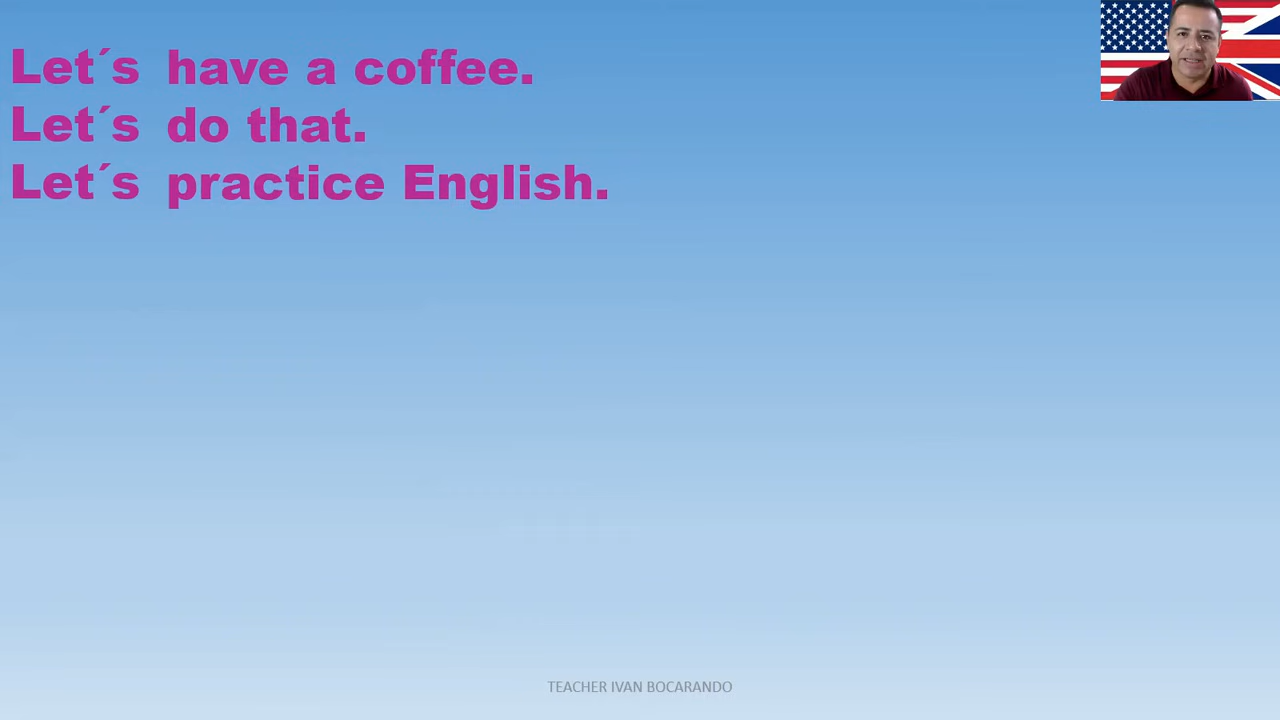 Let´s have a coffee.
Let´s do that.
Let´s practice English.
TEACHER IVAN BOCARANDO